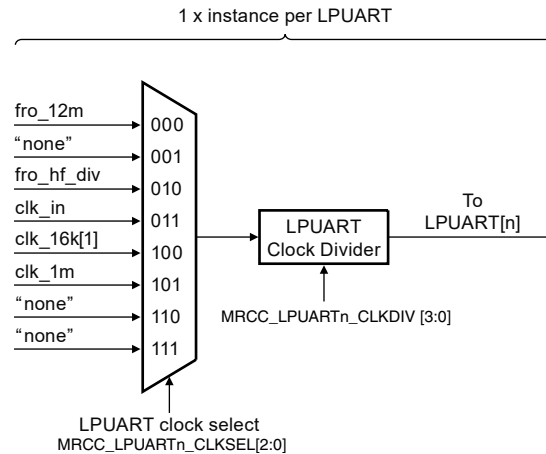 1 x instance per LPUART
fro_12m
000
“none”
001
fro_hf_div
010
clk_in
011
clk_16k[1]
100
clk_1m
101
“none”
110
“none”
111
LPUART
Clock Divider
To
LPUART[n]
MRCC_LPUARTn_CLKDIV [3:0]
LPUART clock select
MRCC_LPUARTn_CLKSEL[2:0]